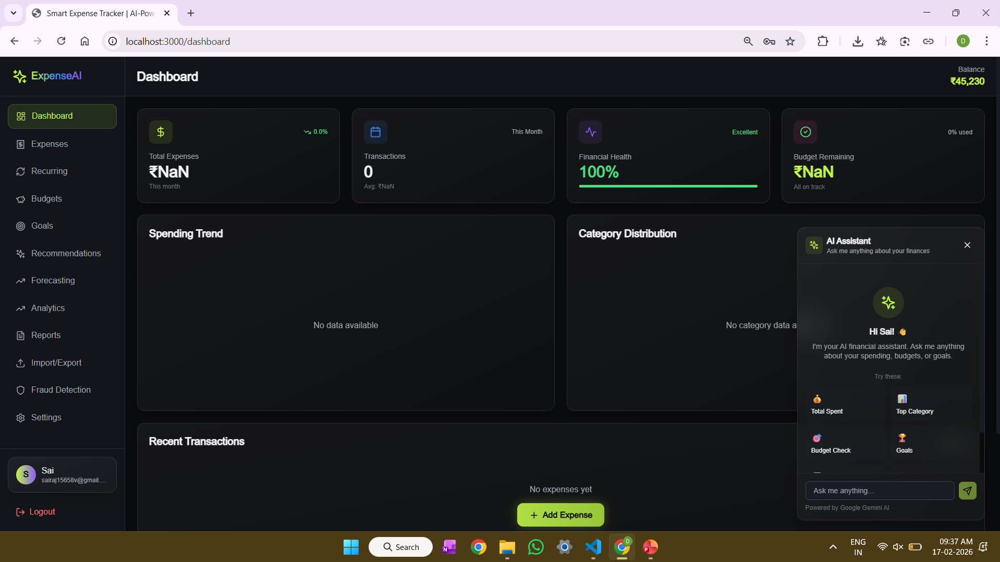 Smart Expense Tracker | AI-Pow
localhost:3000/dashboard
D
ExpenseAI
Dashboard
Balance
₹45,230
Dashboard
Expenses
Recurring
Budgets
Goals
Recommendations
Forecasting
Analytics
Reports
Import/Export
Fraud Detection
Settings
S
Sai
sairaj15658v@gmail....
Logout
0.0%
Total Expenses
₹NaN
This month
This Month
Transactions
0
Avg: ₹NaN
Excellent
Financial Health
100%
0% used
Budget Remaining
₹NaN
All on track
Spending Trend
No data available
Category Distribution
No category data a
Recent Transactions
No expenses yet
+ Add Expense
AI Assistant
Ask me anything about your finances
Hi Sai! 👋
I'm your AI financial assistant. Ask me anything
about your spending, budgets, or goals.
Try these:
Total Spent
Top Category
Budget Check
Goals
Ask me anything...
Powered by Google Gemini AI
Search
N
D
P
ENG
IN
09:37 AM
17-02-2026